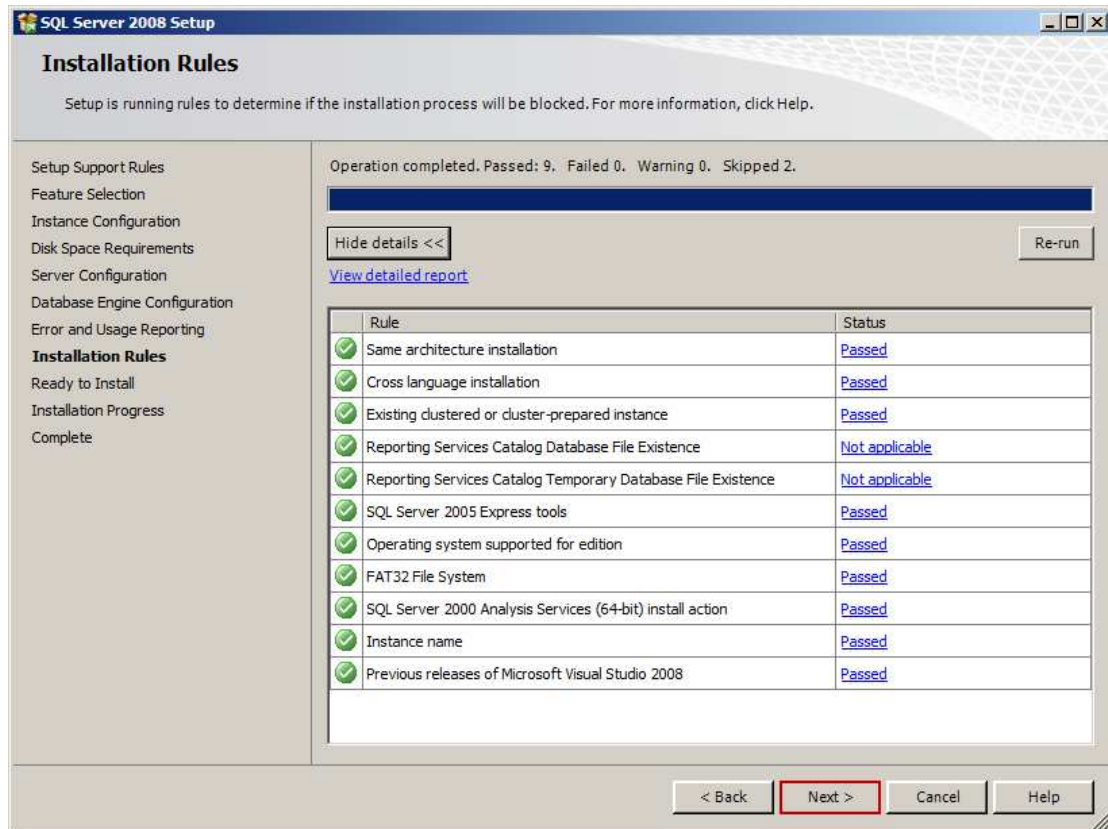 SQL Server 2008 Setup
Installation Rules
Setup is running rules to determine if the installation process will be blocked. For more information, click Help.
Setup Support Rules
Feature Selection
Instance Configuration
Disk Space Requirements
Server Configuration
Database Engine Configuration
Error and Usage Reporting
Installation Rules
Ready to Install
Installation Progress
Complete
Operation completed. Passed: 9. Failed 0. Warning 0. Skipped 2.
Hide details <<
Re-run
View detailed report
Rule Status
Same architecture installation Passed
Cross language installation Passed
Existing clustered or cluster-prepared instance Passed
Reporting Services Catalog Database File Existence Not applicable
Reporting Services Catalog Temporary Database File Existence Not applicable
SQL Server 2005 Express tools Passed
Operating system supported for edition Passed
FAT32 File System Passed
SQL Server 2000 Analysis Services (64-bit) install action Passed
Instance name Passed
Previous releases of Microsoft Visual Studio 2008 Passed
< Back Next > Cancel Help